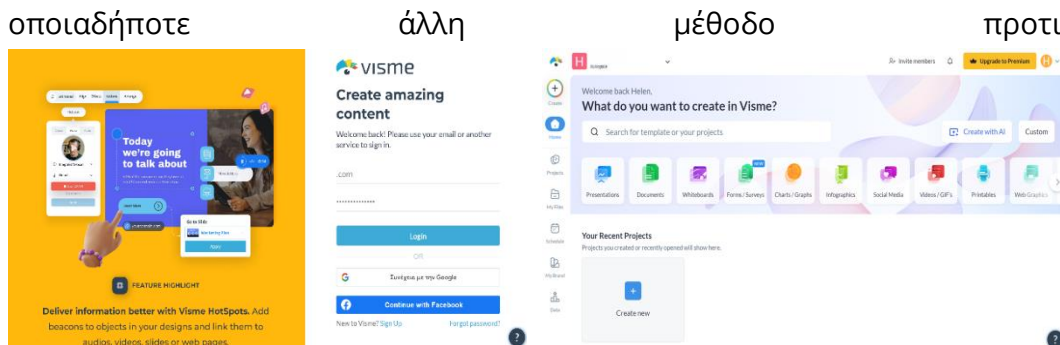 οποιαδήποτε άλλη μέθοδο προτι
Today
we're going
to talk about
Go to Slide
FEATURE HIGHLIGHT
Deliver information better with Visme HotSpots. Add
beacons to objects in your designs and link them to
audios, videos, slides or web pages.
VISME
Create amazing
content
Welcome back! Please use your email or another
service to sign in.
.com
Login
OR
Συνέχεια με την Google
Continue with Facebook
New to Visme? Sign Up
Forgot password?
?
H
Invite members
Upgrade to Premium
H
Create
Home
Projects
My Files
Schedule
My Brand
Data
Welcome back Helen,
What do you want to create in Visme?
Search for template or your projects
Create with AI
Custom
Presentations
Documents
Whiteboards
Forms / Surveys
Charts / Graphs
Infographics
Social Media
Videos / GIFs
Printables
Web Graphics
Your Recent Projects
Projects you created or recently opened will show here.
Create new
?